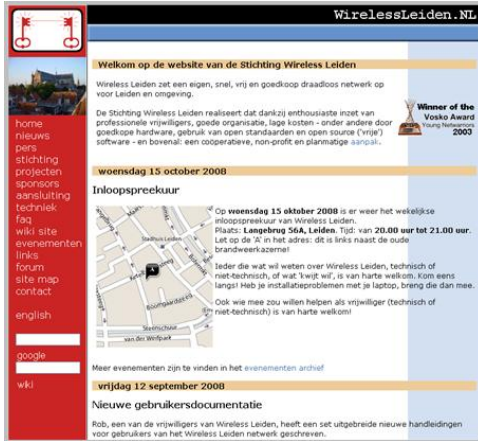 WirelessLeiden.NL
home
nieuws
pers
stichting
projecten
sponsors
aansluiting
techniek
faq
wiki site
evenementen
links
forum
site map
contact
english
google
wiki
Welkom op de website van de Stichting Wireless Leiden
Wireless Leiden zet een eigen, snel, vrij en goedkoop draadloos netwerk op
voor Leiden en omgeving.
De Stichting Wireless Leiden realiseert dat dankzij enthousiaste inzet van
professionele vrijwilligers, goede organisatie, lage kosten - onder andere door
goedkope hardware, gebruik van open standaarden en open source ('vrije')
software - en bovenal: een coöperatieve, non-profit en planmatige aanpak.
Winner of the
Vosko Award
Young Networrors
2003
woensdag 15 october 2008
Inloopspreekuur
Stadhuis Leiden
Boomgaardste
Steenschuur
van der Werfpark
A
Op woensdag 15 oktober 2008 is er weer het wekelijkse
inloopspreekuur van Wireless Leiden.
Plaats: Langebrug 56A, Leiden. Tijd: van 20.00 uur tot 21.00 uur.
Let op de 'A' in het adres: dit is links naast de oude
brandweerkazerne!
Ieder die wat wil weten over Wireless Leiden, technisch of
niet-technisch, of wat 'kwijt wil', is van harte welkom. Kom eens
langs! Heb je installatieproblemen met je laptop, breng die dan mee.
Ook wie mee zou willen helpen als vrijwilliger (technisch of
niet-technisch) is van harte welkom!
Meer evenementen zijn te vinden in het evenementen archief
vrijdag 12 september 2008
Nieuwe gebruikersdocumentatie
Rob, een van de vrijwilligers van Wireless Leiden, heeft een set uitgebreide nieuwe handleidingen
voor gebruikers van het Wireless Leiden netwerk geschreven.